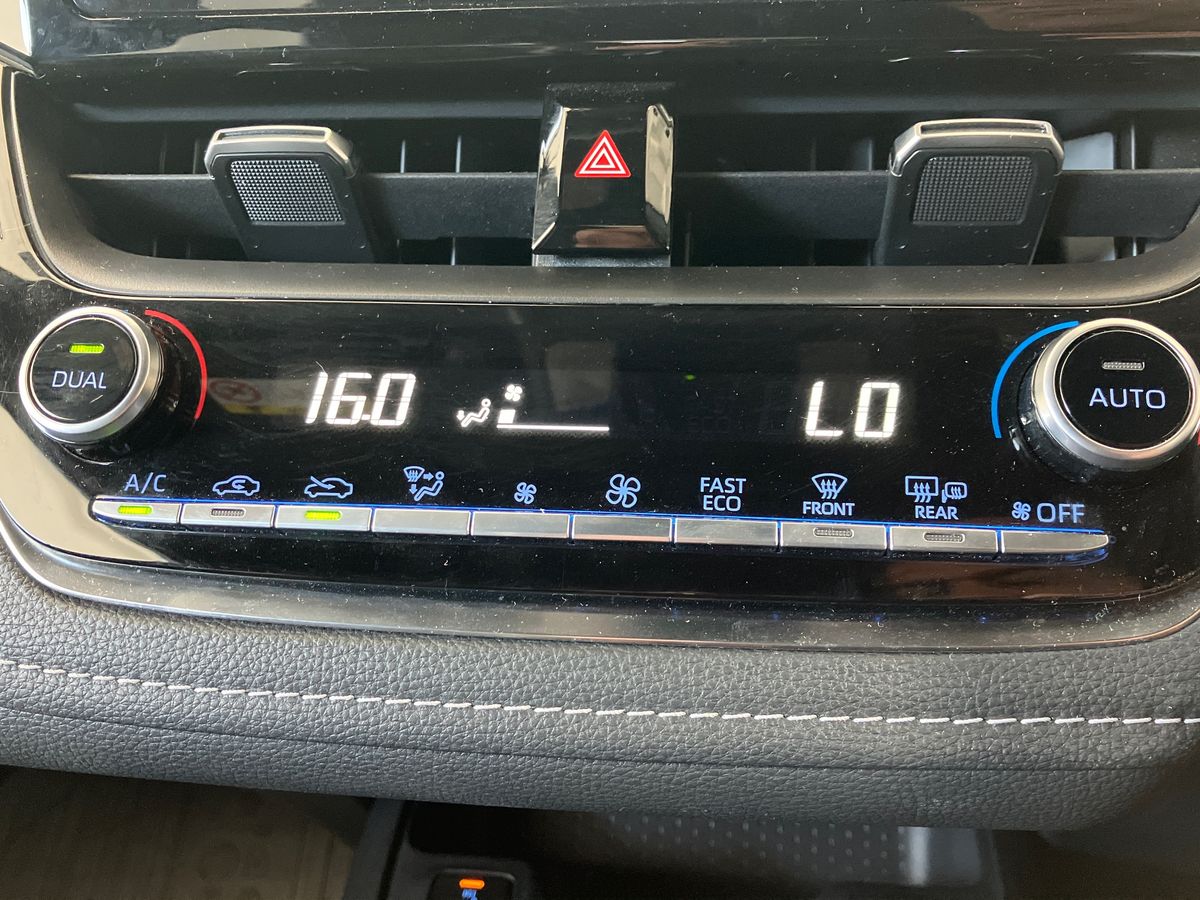 DUAL
16.0
LO
AUTO
A/C
FAST
ECO
FRONT
REAR
OFF